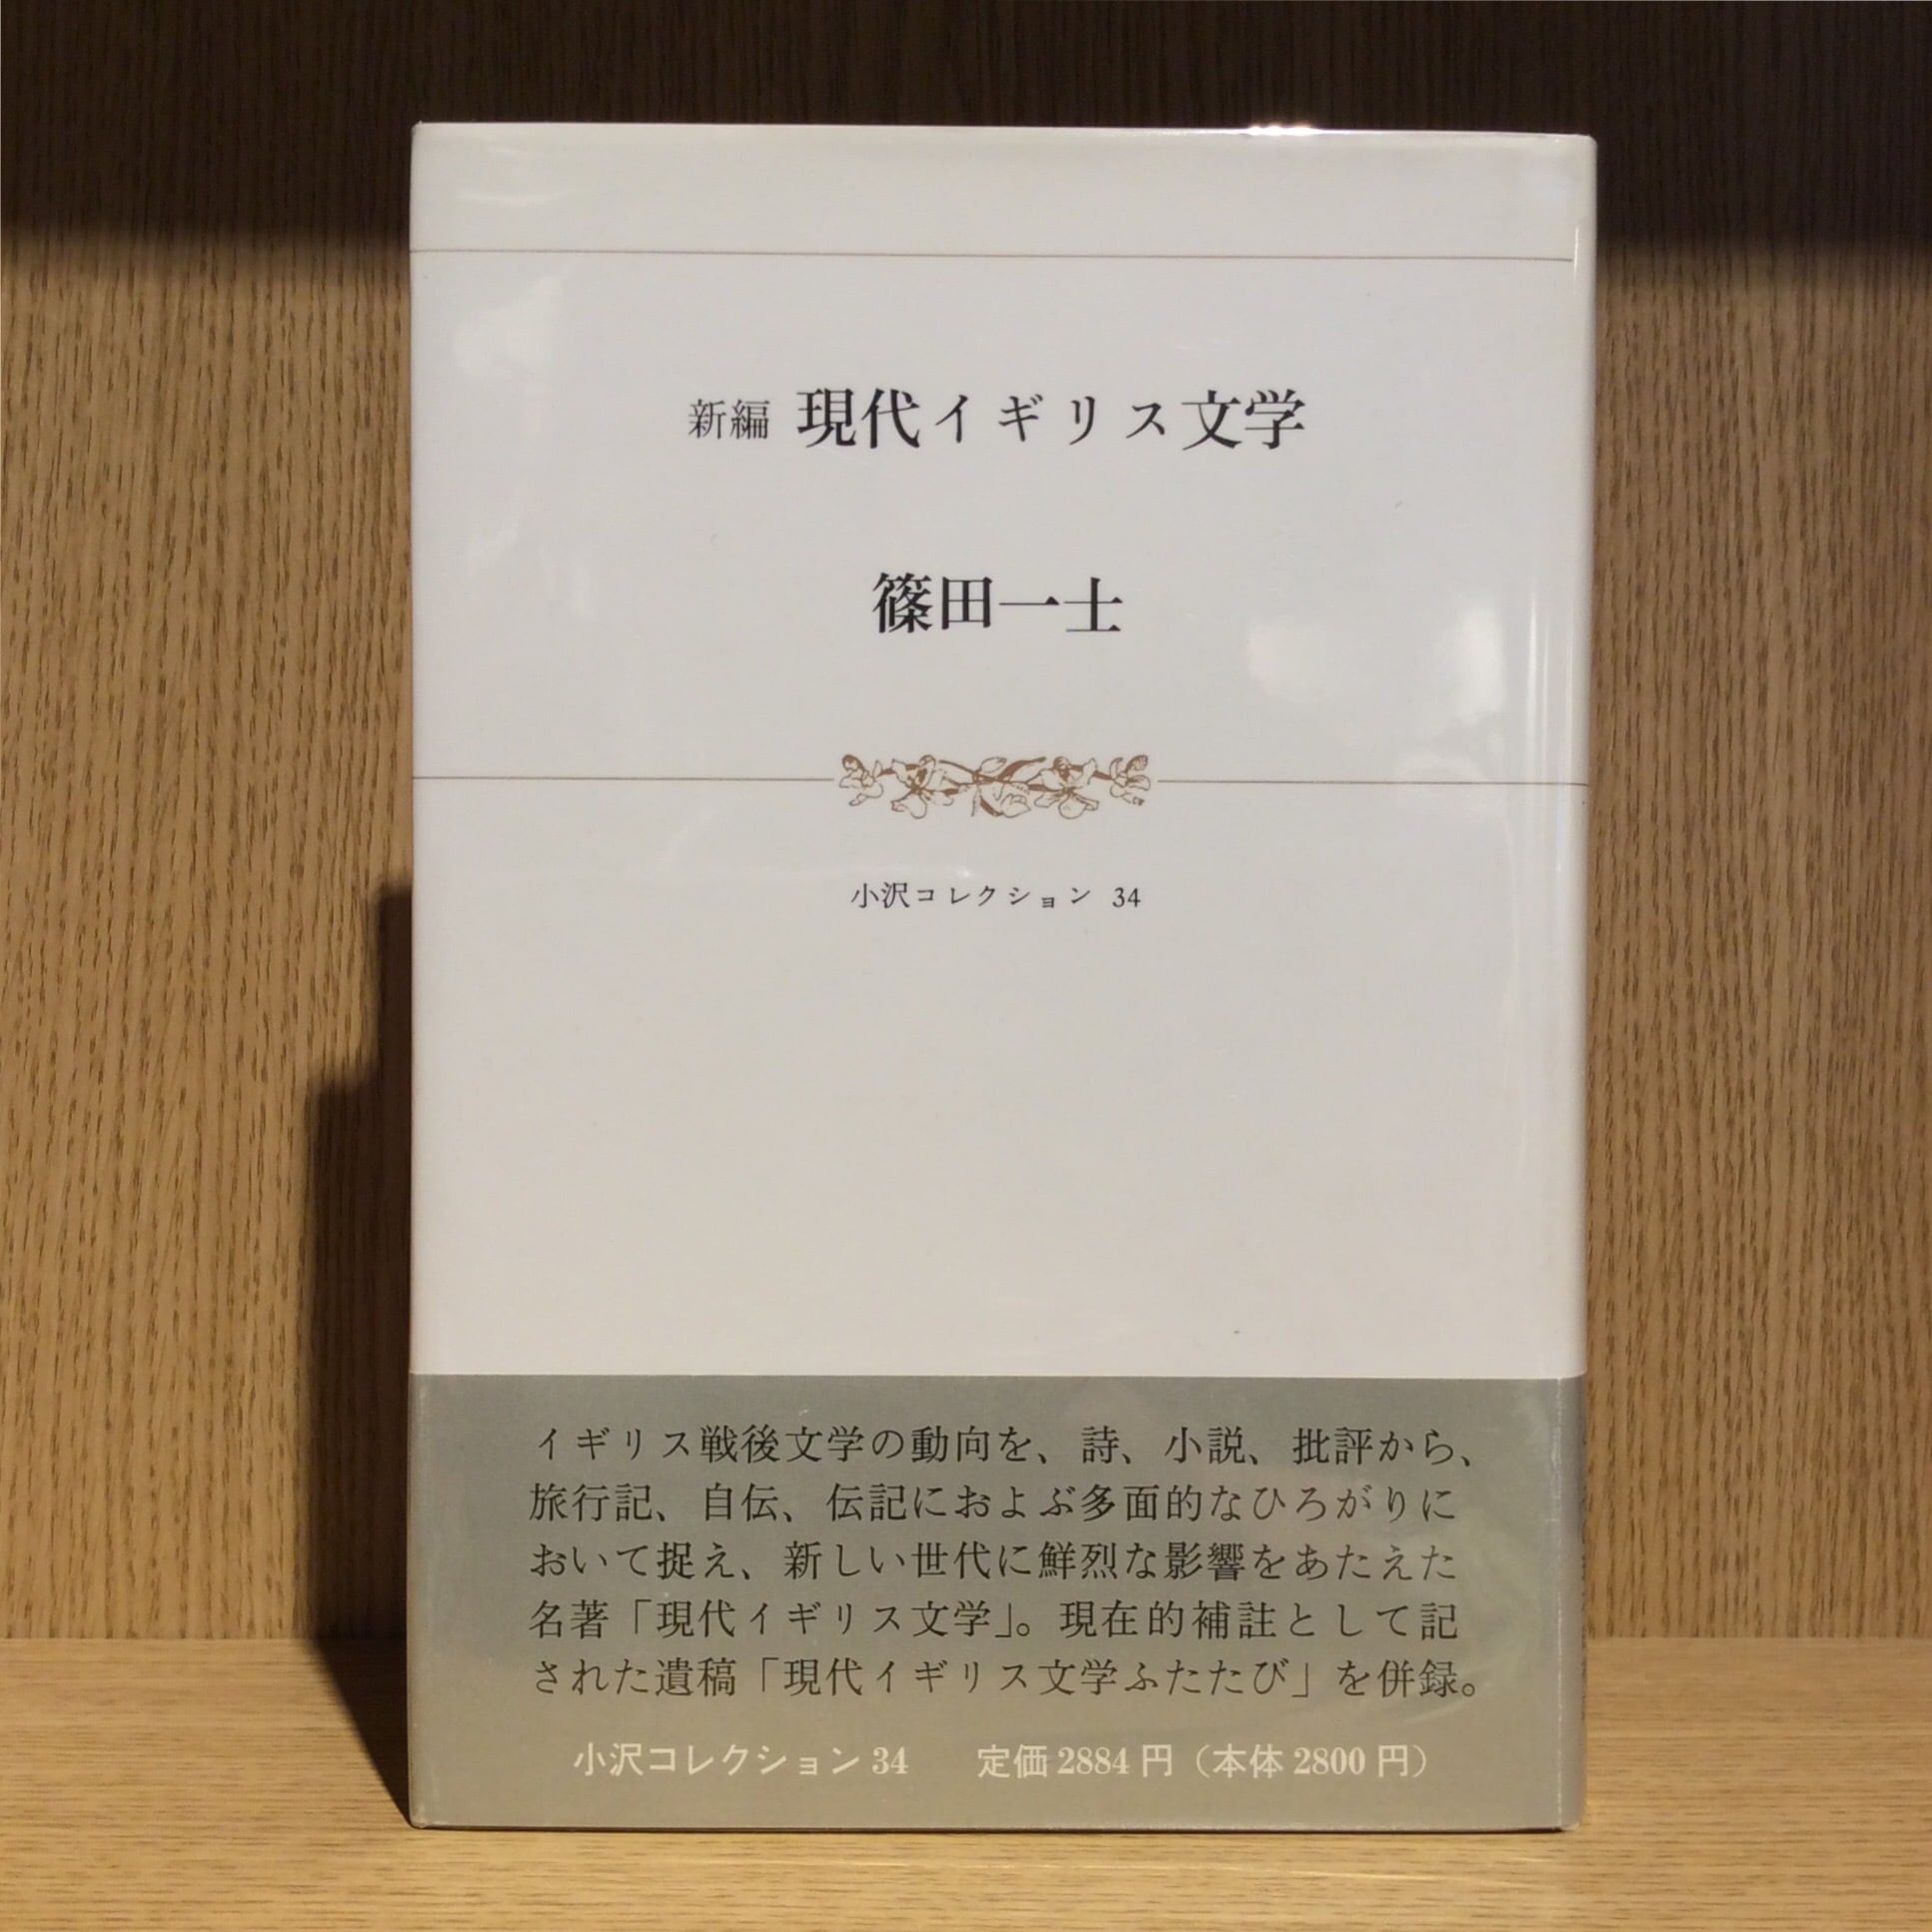 新編 現代イギリス文学
篠田一士
小沢コレクション 34
イギリス戦後文学の動向を、詩、小説、批評から、
旅行記、自伝、伝記におよぶ多面的なひろがりに
おいて捉え、新しい世代に鮮烈な影響をあたえた
名著「現代イギリス文学」。現在的補註として記
された遺稿「現代イギリス文学ふたたび」を併録。
小沢コレクション 34 定価 2884 円（本体 2800 円）